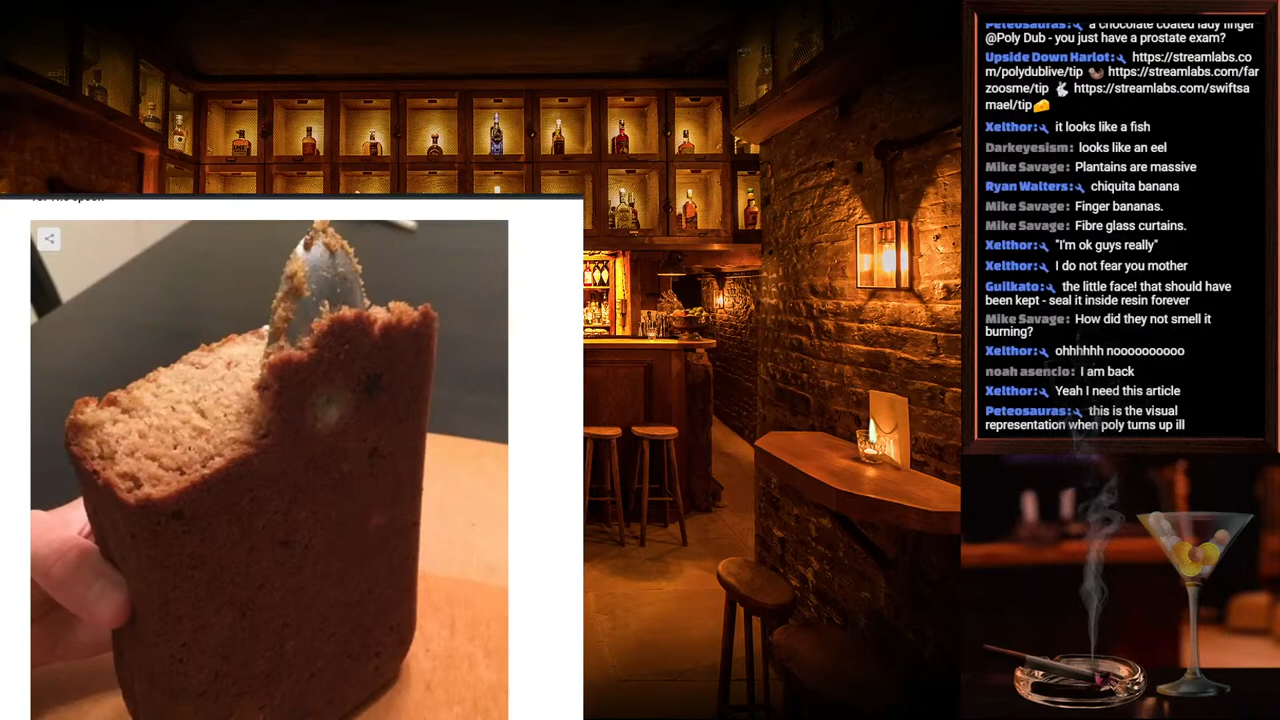 Peteosauras: a chocolate coated lady finger
@Poly Dub - you just have a prostate exam?
Upside Down Harlot: https://streamlabs.co
m/polydublive/tip https://streamlabs.com/far
zoosme/tip https://streamlabs.com/swiftsa
mael/tip
Xelthor: it looks like a fish
Darkeyesism: looks like an eel
Mike Savage: Plantains are massive
Ryan Walters: chiquita banana
Mike Savage: Finger bananas.
Mike Savage: Fibre glass curtains.
Xelthor: "I'm ok guys really"
Xelthor: I do not fear you mother
Guilkato: the little face! that should have
been kept - seal it inside resin forever
Mike Savage: How did they not smell it
burning?
Xelthor: ohhhhhh noooooooooo
noah asencio: I am back
Xelthor: Yeah I need this article
Peteosauras: this is the visual
representation when poly turns up ill